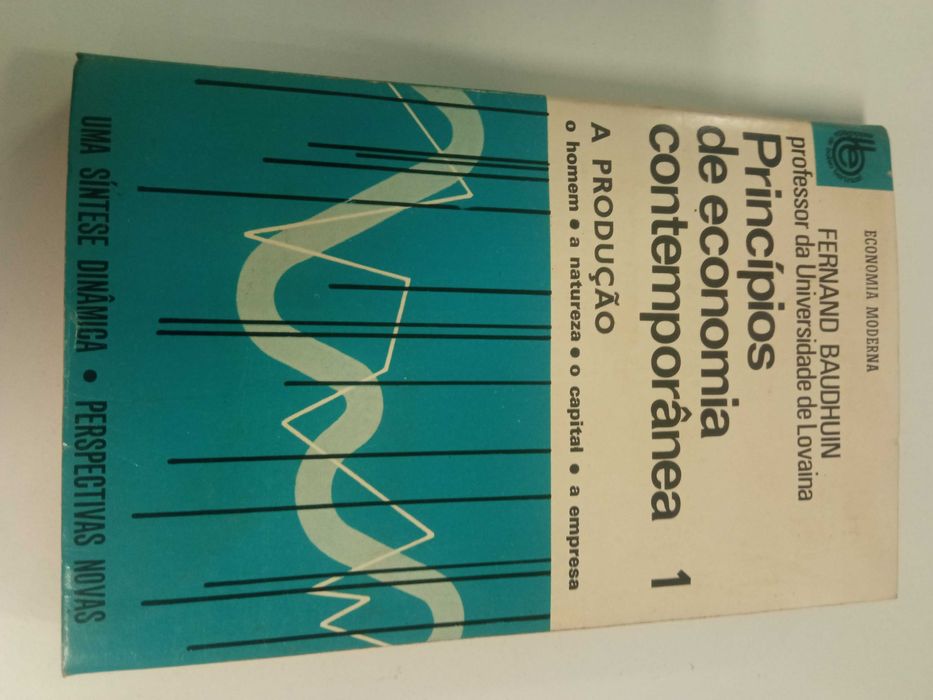 ECONOMIA MODERNA
FERNAND BAUDHUIN
professor da Universidade de Lovaina
Princípios
de economia
contemporânea 1
A PRODUÇÃO
o homem • a natureza • o capital • a empresa
UMA SÍNTESE DINÂMICA • PERSPECTIVAS NOVAS